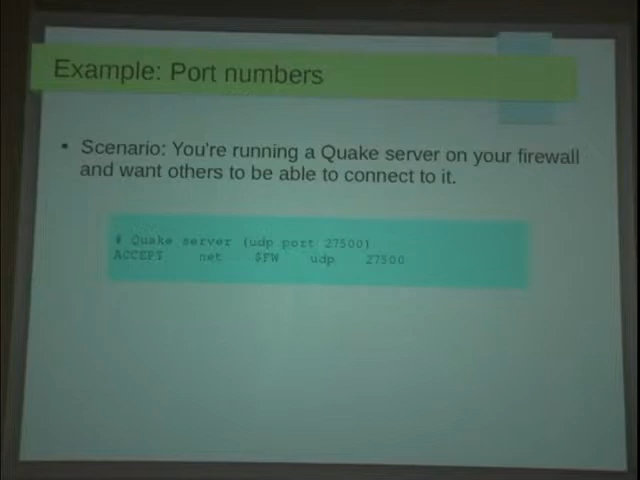 Example: Port numbers
• Scenario: You're running a Quake server on your firewall
and want others to be able to connect to it.
# Quake server (udp port 27500)
ACCEPT net $FW udp 27500